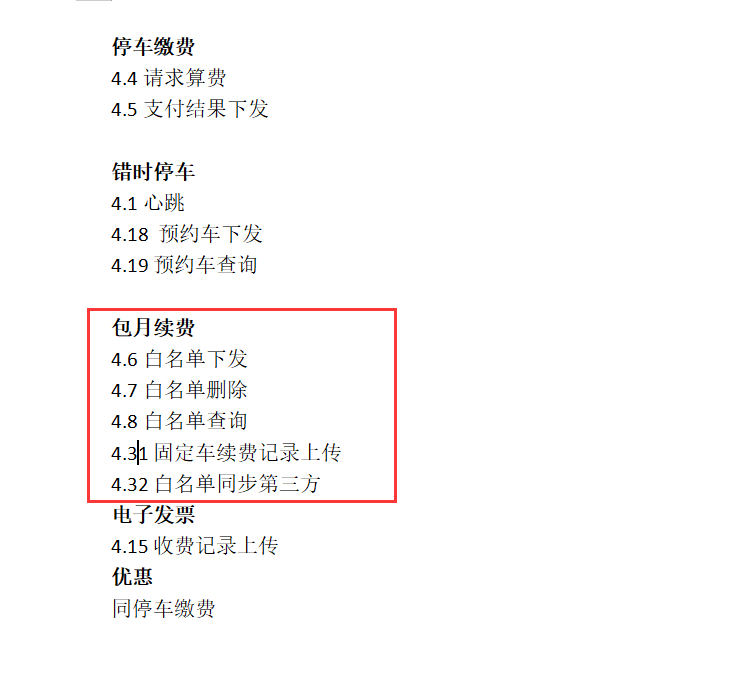 停车缴费
4.4 请求算费
4.5 支付结果下发
错时停车
4.1 心跳
4.18 预约车下发
4.19 预约车查询
包月续费
4.6 白名单下发
4.7 白名单删除
4.8 白名单查询
4.31 固定车续费记录上传
4.32 白名单同步第三方
电子发票
4.15 收费记录上传
优惠
同停车缴费